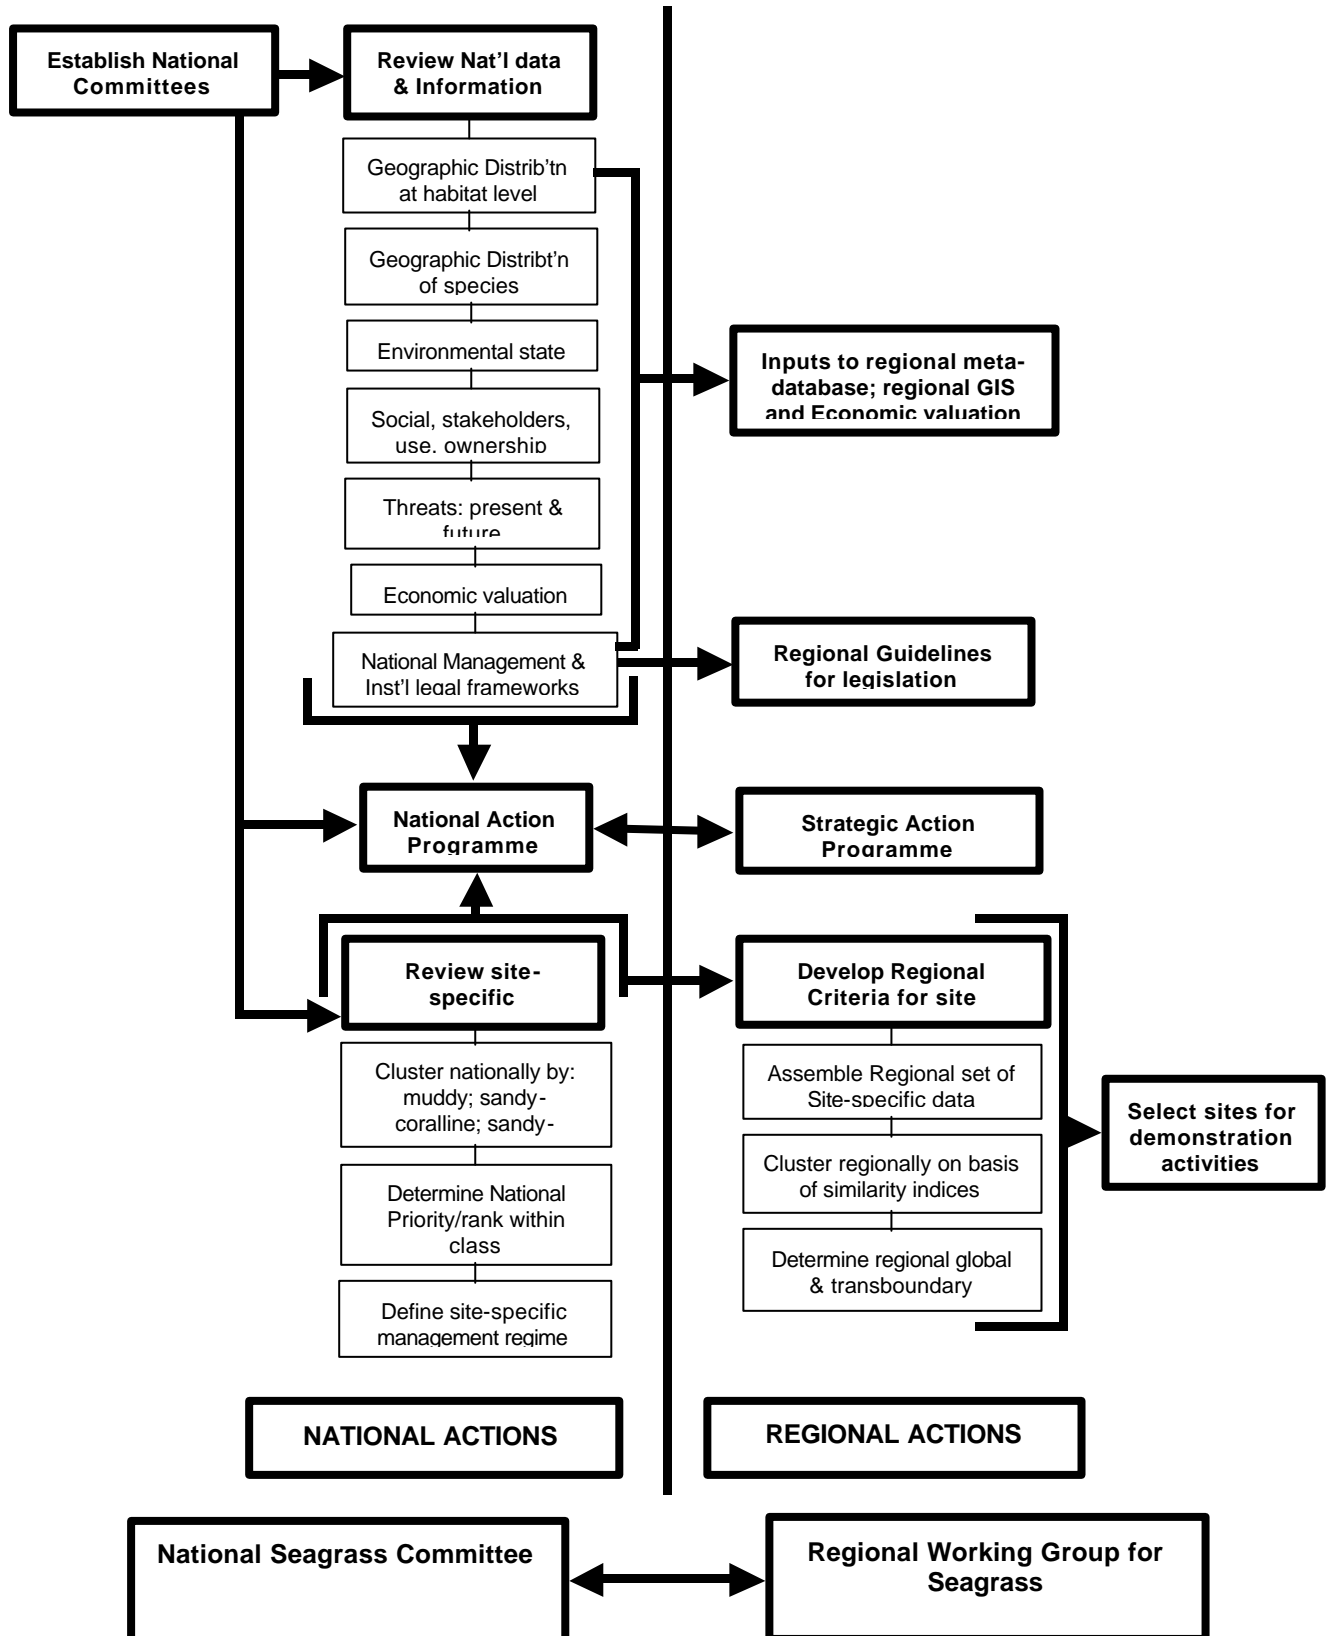 Establish National
Committees
Review Nat'l data
& Information
Geographic Distrib'tn
at habitat level
Geographic Distribt'n
of species
Environmental state
Social, stakeholders,
use, ownership
Threats: present &
future
Economic valuation
National Management &
Inst'l legal frameworks
Inputs to regional meta-
database; regional GIS
and Economic valuation
Regional Guidelines
for legislation
National Action
Programme
Strategic Action
Programme
Review site-
specific
Cluster nationally by:
muddy; sandy-
coralline; sandy-
Determine National
Priority/rank within
class
Define site-specific
management regime
Develop Regional
Criteria for site
Assemble Regional set of
Site-specific data
Cluster regionally on basis
of similarity indices
Determine regional global
& transboundary
Select sites for
demonstration
activities
NATIONAL ACTIONS
REGIONAL ACTIONS
National Seagrass Committee
Regional Working Group for
Seagrass